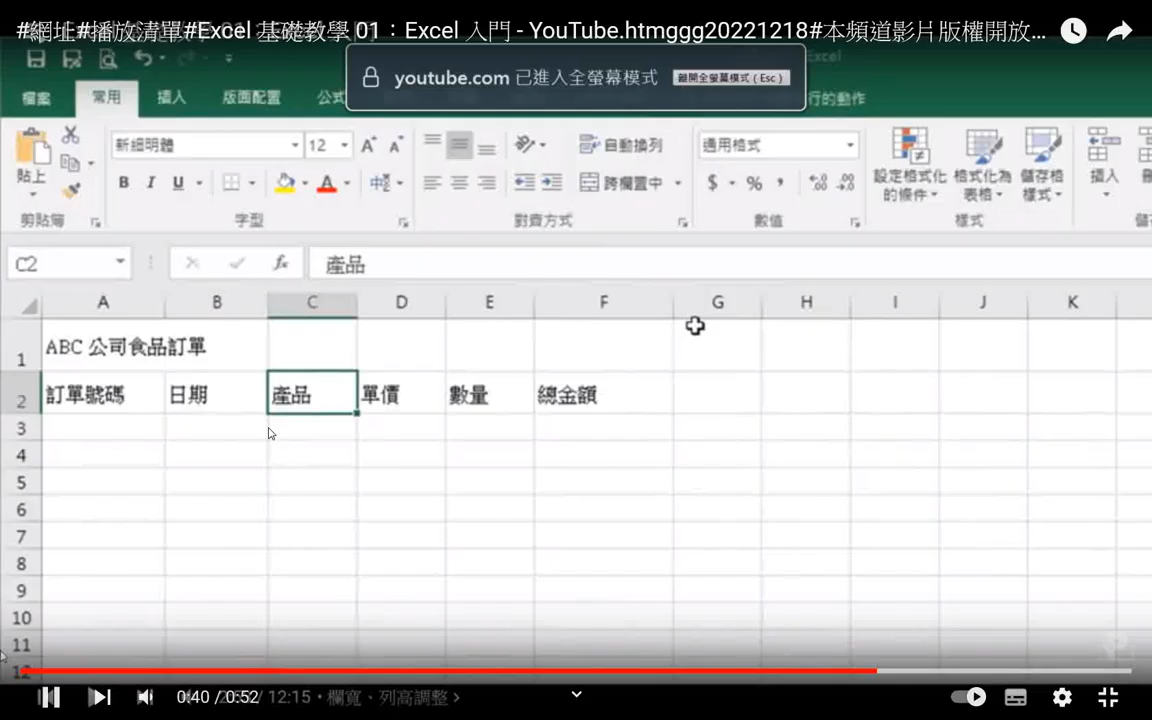 #網址#播放清單#Excel 基礎教學 01：Excel 入門 - YouTube.htmggg20221218#本頻道影片版權開放...
youtube.com 已進入全螢幕模式 離開全螢幕模式 (Esc)
Excel
檔案 常用 插入 版面配置 公式 行的動作
新細明體 12 自動換列 通用格式
貼上 B I U 中 跨欄置中 $ % , 設定格式化的條件 格式化為表格 儲存格樣式 插入
剪貼簿 字型 對齊方式 數值 樣式
C2 fx 產品
A B C D E F G H I J K
1 ABC 公司食品訂單
2 訂單號碼 日期 產品 單價 數量 總金額
3
4
5
6
7
8
9
10
11
12
0:40 / 0:52 / 12:15 • 欄寬、列高調整